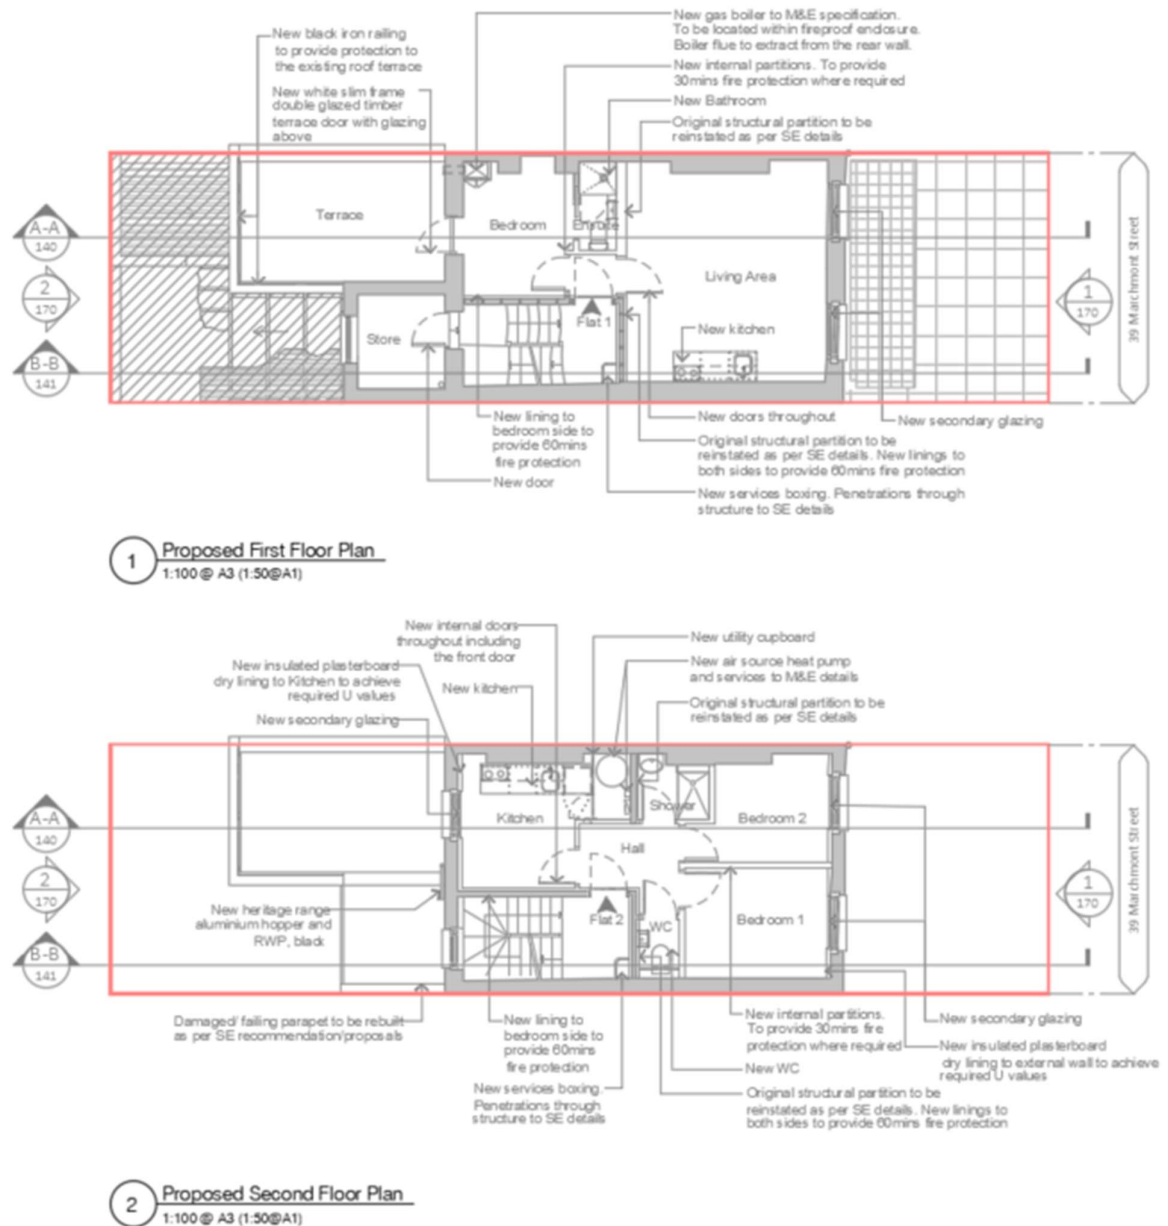 New gas boiler to M&E specification.
To be located within fireproof enclosure.
Boiler flue to extract from the rear wall.
New black iron railing
to provide protection to
the existing roof terrace
New internal partitions. To provide
30mins fire protection where required
New white slim frame
double glazed timber
terrace door with glazing
above
New Bathroom
Original structural partition to be
reinstated as per SE details
A-A
140
2
170
B-B
141
Terrace
Bedroom
Ensuite
Living Area
Store
Flat 1
New kitchen
1
170
39 Marchmont Street
New lining to
bedroom side to
provide 60mins
fire protection
New door
New doors throughout
New secondary glazing
Original structural partition to be
reinstated as per SE details. New linings to
both sides to provide 60mins fire protection
New services boxing. Penetrations through
structure to SE details
1
Proposed First Floor Plan
1:100@ A3 (1:50@A1)
New internal doors
throughout including
the front door
New utility cupboard
New insulated plasterboard
dry lining to Kitchen to achieve
required U values
New air source heat pump
and services to M&E details
New kitchen
Original structural partition to be
reinstated as per SE details
New secondary glazing
A-A
140
2
170
B-B
141
Kitchen
Shower
Bedroom 2
Hall
Flat 2
WC
Bedroom 1
1
170
39 Marchmont Street
New heritage range
aluminium hopper and
RWP, black
Damaged/ failing parapet to be rebuilt
as per SE recommendation/proposals
New lining to
bedroom side to
provide 60mins
fire protection
New services boxing.
Penetrations through
structure to SE details
New internal partitions.
To provide 30mins fire
protection where required
New WC
New secondary glazing
New insulated plasterboard
dry lining to external wall to achieve
required U values
Original structural partition to be
reinstated as per SE details. New linings to
both sides to provide 60mins fire protection
2
Proposed Second Floor Plan
1:100@ A3 (1:50@A1)